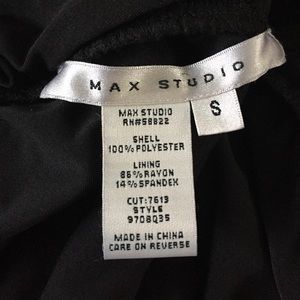 MAX STUDIO
S
MAX STUDIO
RN#58822
SHELL
100%POLYESTER
LINING
86%RAYON
14%SPANDEX
CUT:7613
STYLE
9708Q35
MADE IN CHINA
CARE ON REVERSE